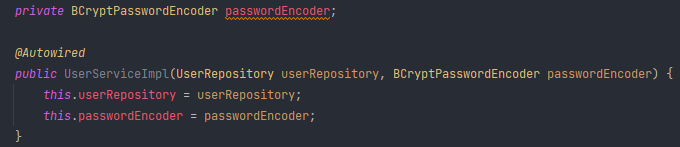 private BCryptPasswordEncoder passwordEncoder;
@Autowired
public UserServiceImpl(UserRepository userRepository, BCryptPasswordEncoder passwordEncoder) {
this.userRepository = userRepository;
this.passwordEncoder = passwordEncoder;
}